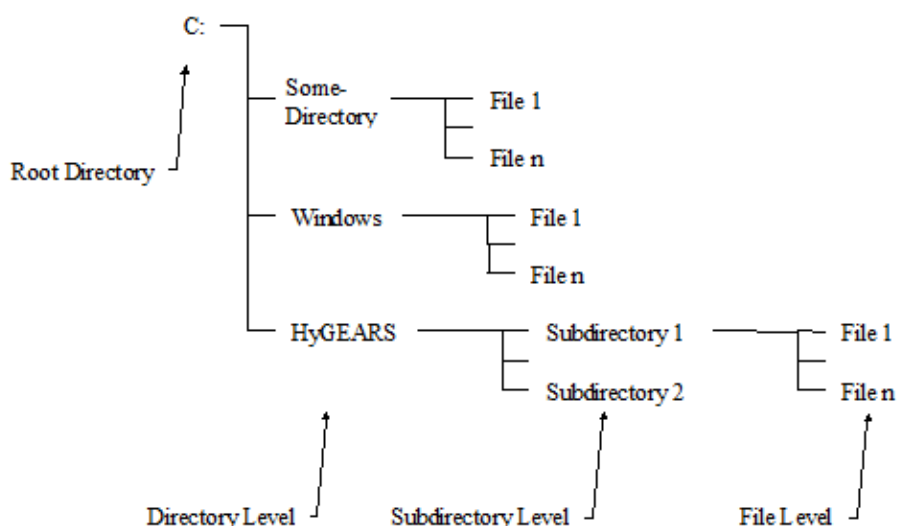 C:
Some-
Directory
File 1
File n
Root Directory
Windows
File 1
File n
HyGEARS
Subdirectory 1
File 1
Subdirectory 2
File n
Directory Level
Subdirectory Level
File Level